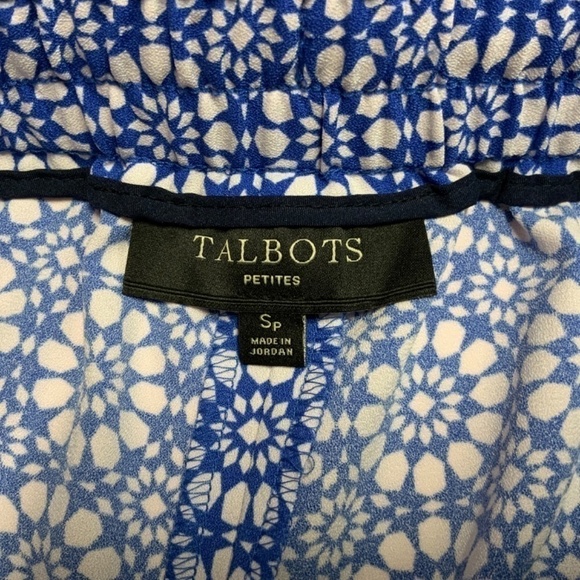 TALBOTS
PETITES
SP
MADE IN
JORDAN